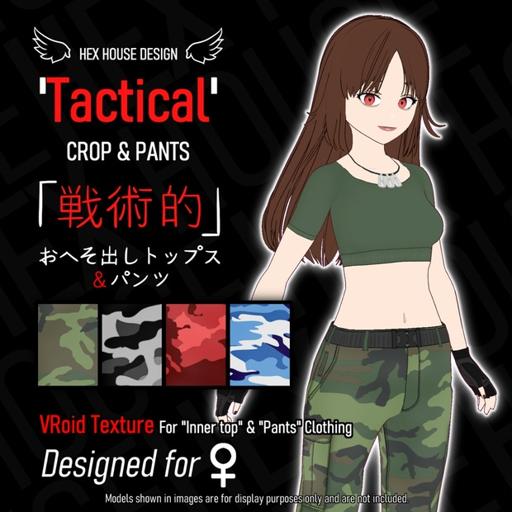 HEX HOUSE DESIGN
'Tactical'
CROP & PANTS
「戦術的」
おへそ出しトップス
&パンツ
VRoid Texture For "Inner top" & "Pants" Clothing
Designed for ♀
Models shown in images are for display purposes only and are not included.